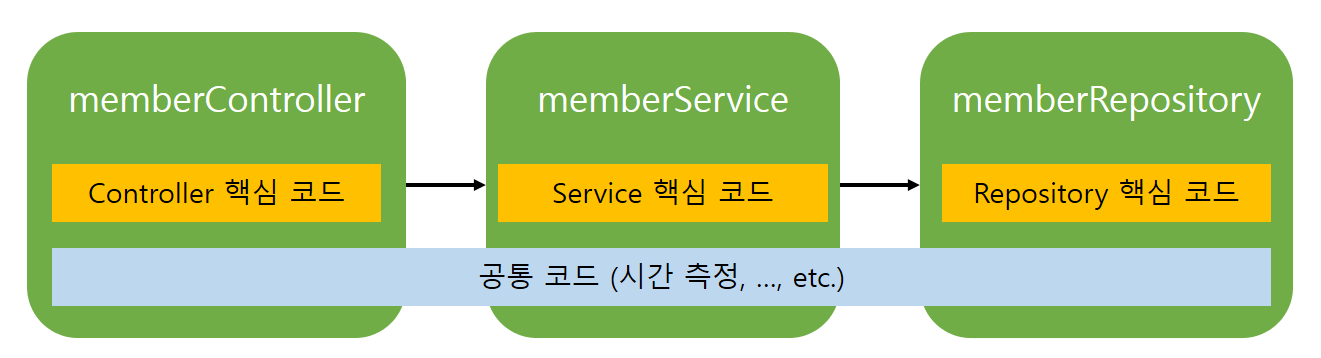 memberController
memberService
memberRepository
Controller 핵심 코드
Service 핵심 코드
Repository 핵심 코드
공통 코드 (시간 측정, ..., etc.)